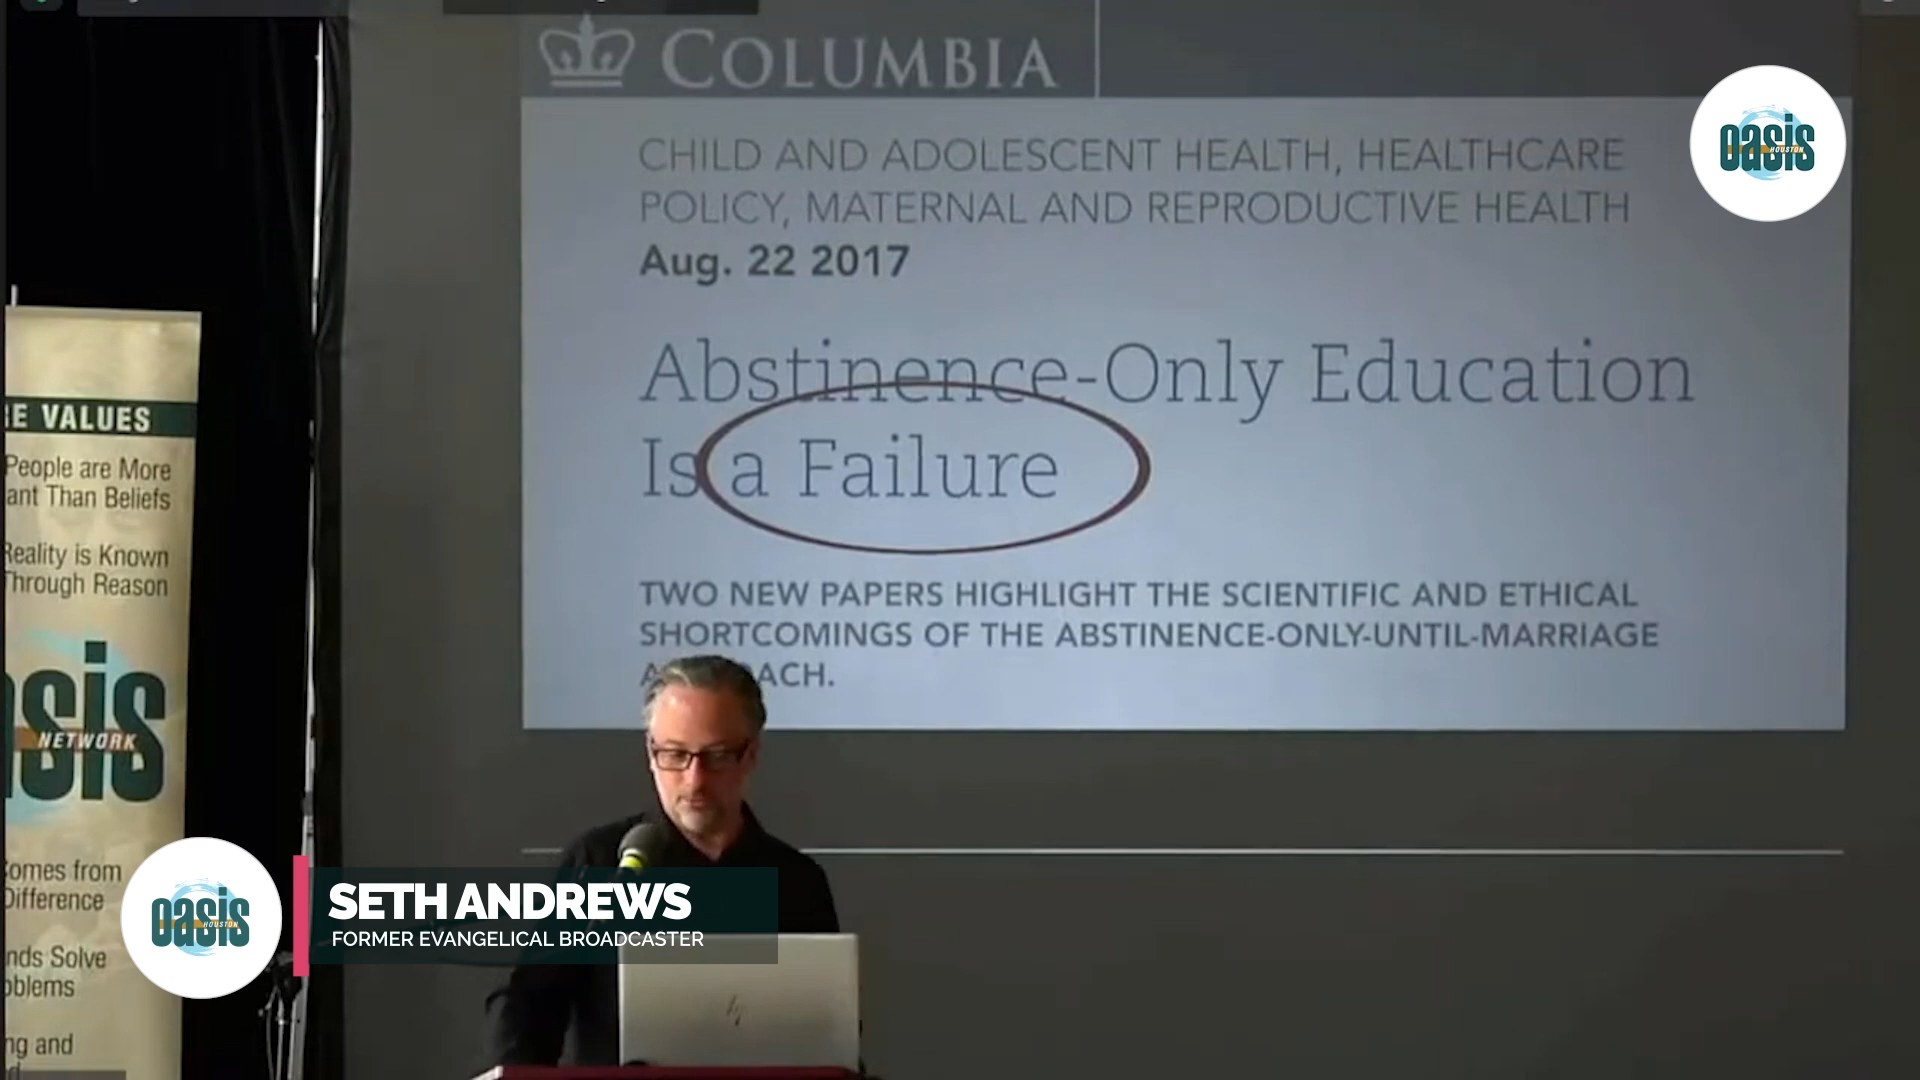 COLUMBIA
oasis
HOUSTON
CHILD AND ADOLESCENT HEALTH, HEALTHCARE
POLICY, MATERNAL AND REPRODUCTIVE HEALTH
Aug. 22 2017
Abstinence-Only Education
Is a Failure
TWO NEW PAPERS HIGHLIGHT THE SCIENTIFIC AND ETHICAL
SHORTCOMINGS OF THE ABSTINENCE-ONLY-UNTIL-MARRIAGE
VALUES
People are More
Than Beliefs
Reality is Known
Through Reason
NETWORK
omes from
Difference
nds Solve
ng and
oasis
HOUSTON
SETH ANDREWS
FORMER EVANGELICAL BROADCASTER
hp